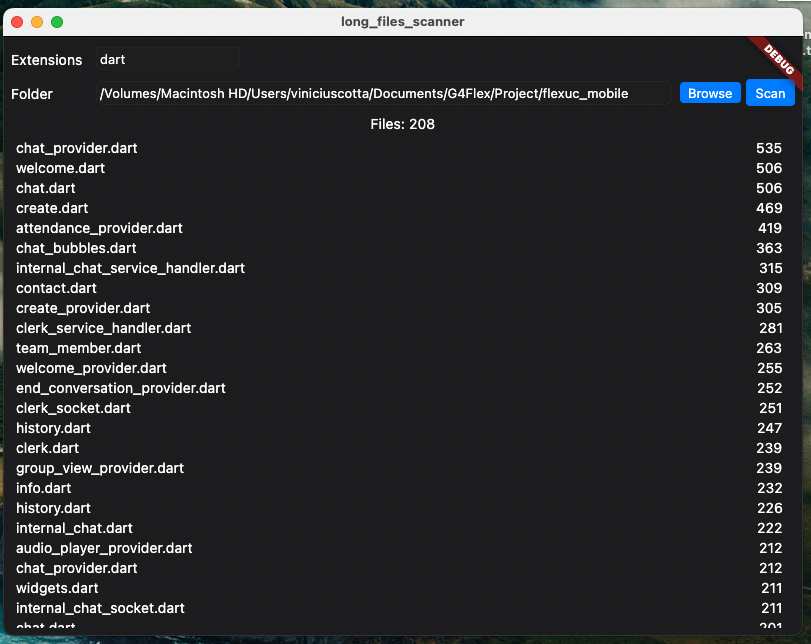 long_files_scanner
DEBUG
Extensions dart
Folder /Volumes/Macintosh HD/Users/viniciuscotta/Documents/G4Flex/Project/flexuc_mobile Browse Scan
Files: 208
chat_provider.dart 535
welcome.dart 506
chat.dart 506
create.dart 469
attendance_provider.dart 419
chat_bubbles.dart 363
internal_chat_service_handler.dart 315
contact.dart 309
create_provider.dart 305
clerk_service_handler.dart 281
team_member.dart 263
welcome_provider.dart 255
end_conversation_provider.dart 252
clerk_socket.dart 251
history.dart 247
clerk.dart 239
group_view_provider.dart 239
info.dart 232
history.dart 226
internal_chat.dart 222
audio_player_provider.dart 212
chat_provider.dart 212
widgets.dart 211
internal_chat_socket.dart 211
chat.dart 201